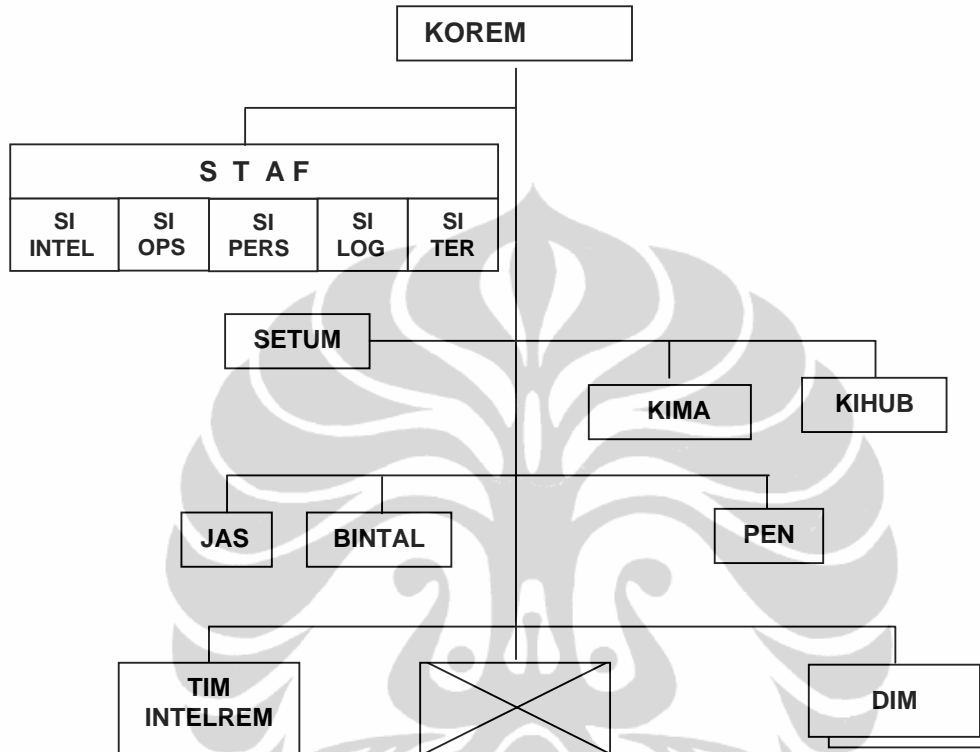 KOREM
S T A F
SI INTEL
SI OPS
SI PERS
SI LOG
SI TER
SETUM
KIMA
KIHUB
JAS
BINTAL
PEN
TIM
INTELREM
DIM